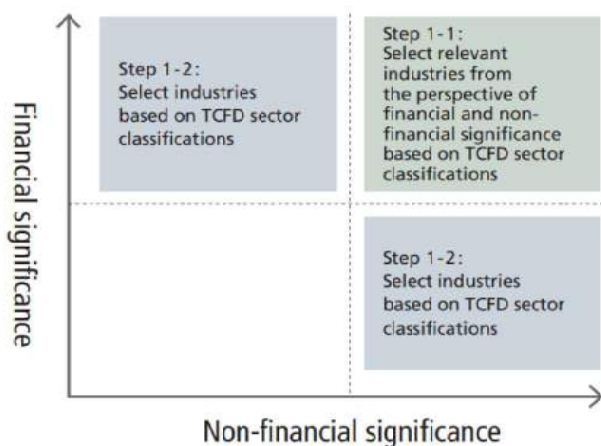 Financial significance
Step 1-2:
Select industries
based on TCFD sector
classifications
Step 1-1:
Select relevant
industries from
the perspective of
financial and non-
financial significance
based on TCFD sector
classifications
Step 1-2:
Select industries
based on TCFD sector
classifications
Non-financial significance